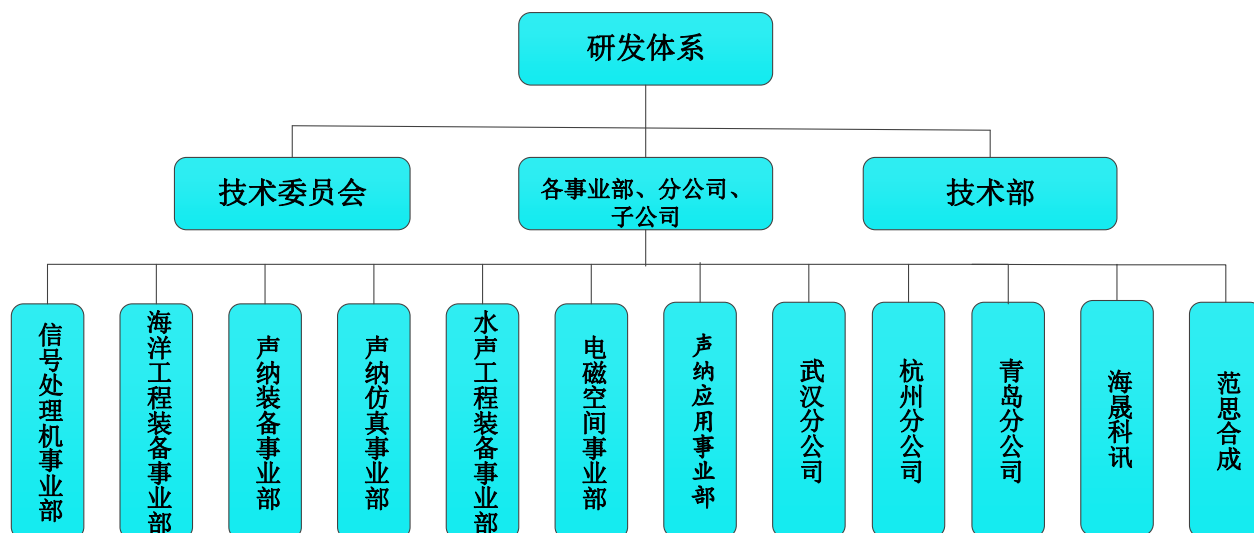 研发体系
技术委员会
各事业部、分公司、
子公司
技术部
信号处理机事业部
海洋工程装备事业部
声纳装备事业部
声纳仿真事业部
水声工程装备事业部
电磁空间事业部
声纳应用事业部
武汉分公司
杭州分公司
青岛分公司
海晟科讯
范思合成